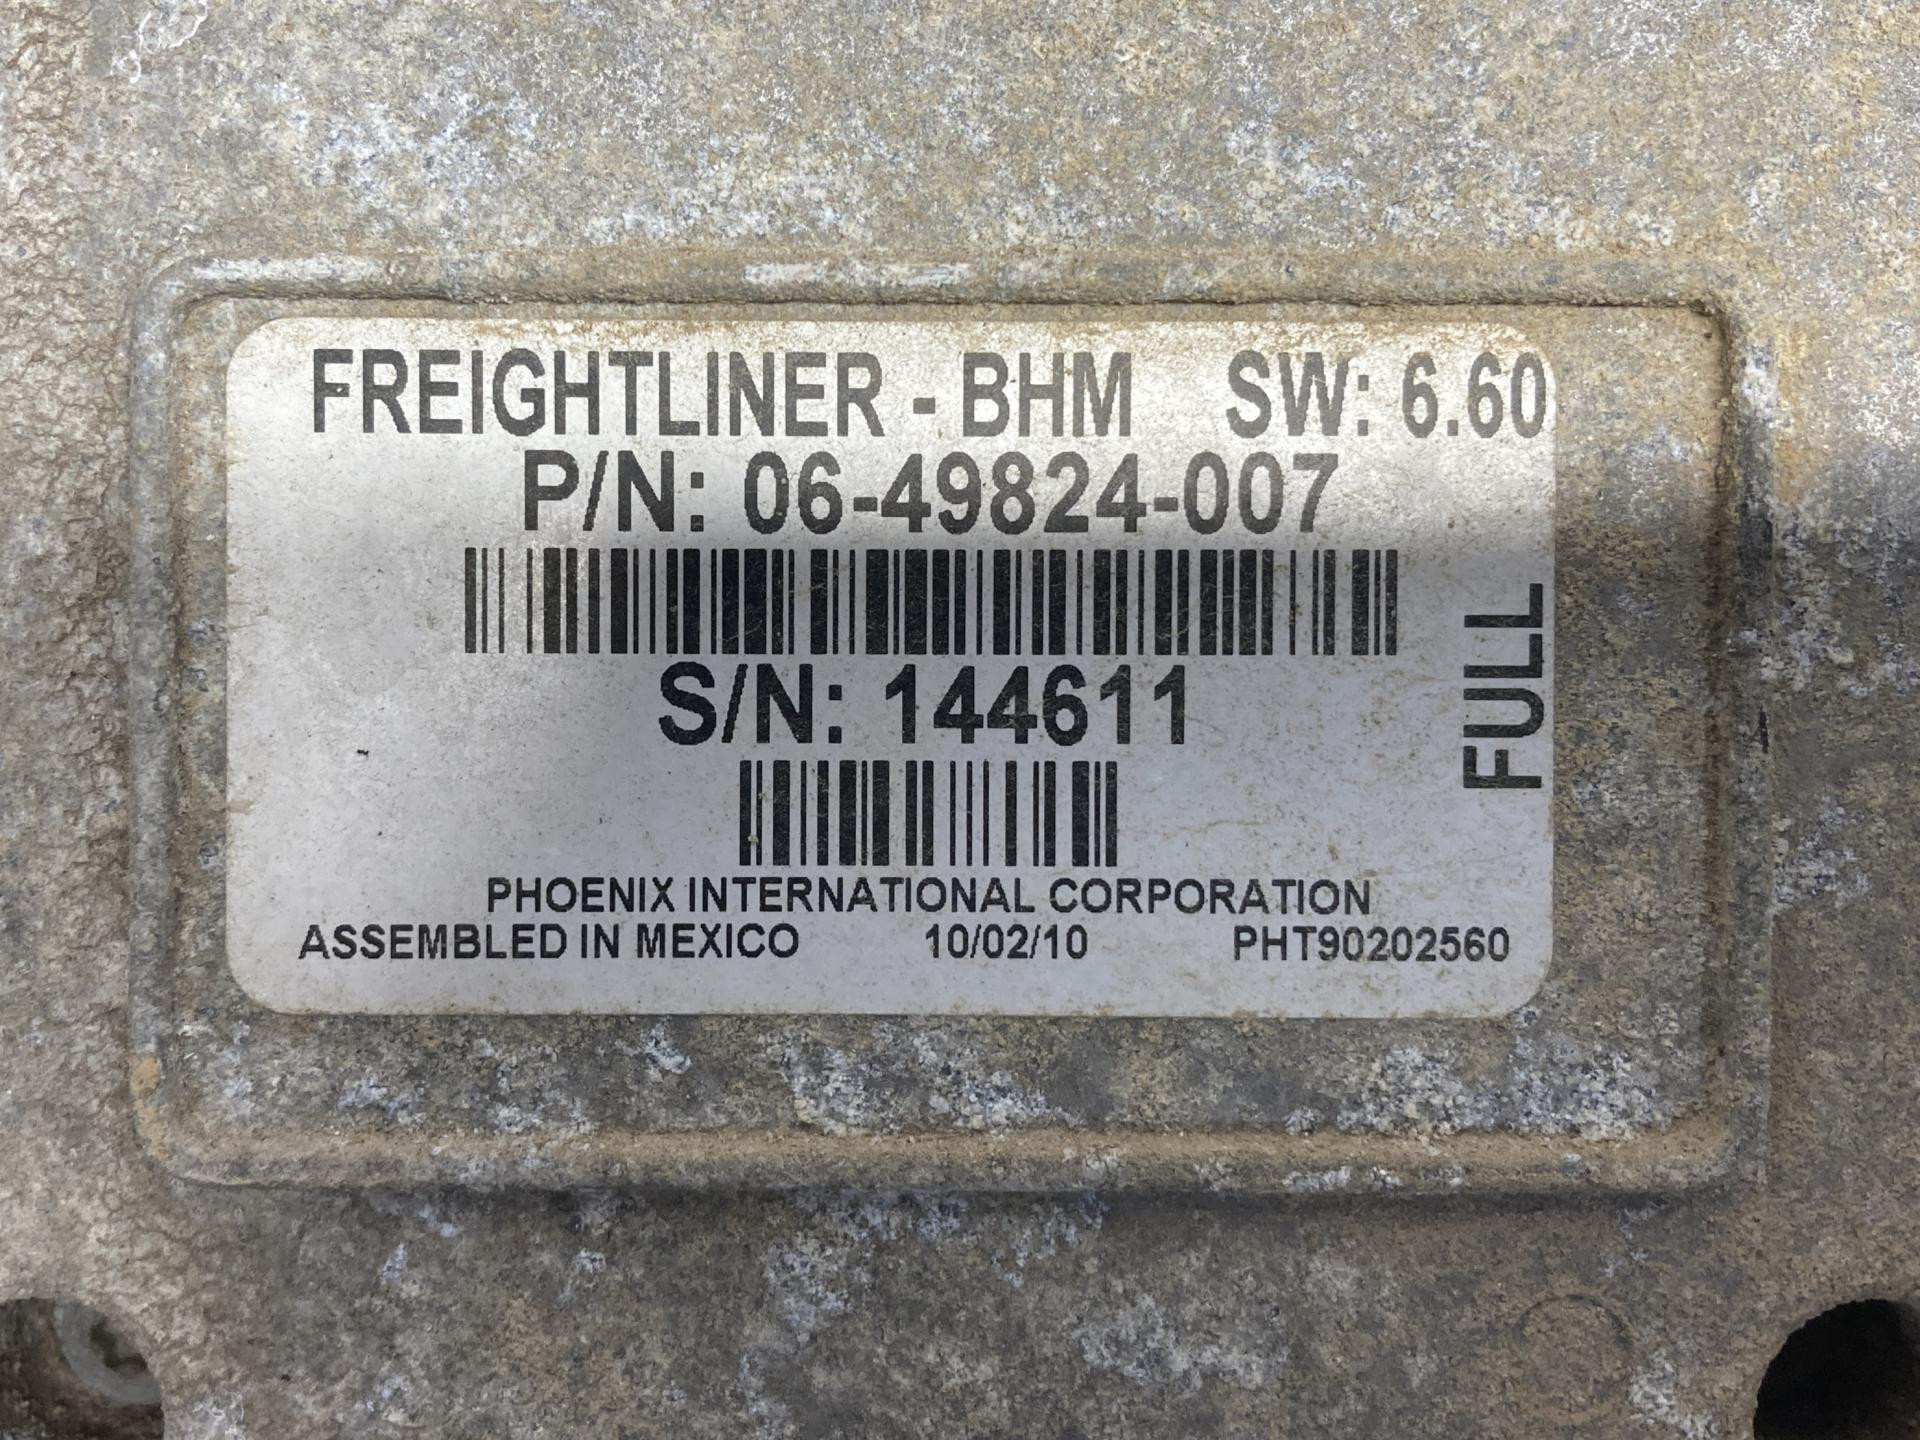 FREIGHTLINER - BHM SW: 6.60
P/N: 06-49824-007
S/N: 144611
FULL
PHOENIX INTERNATIONAL CORPORATION
ASSEMBLED IN MEXICO 10/02/10 PHT90202560